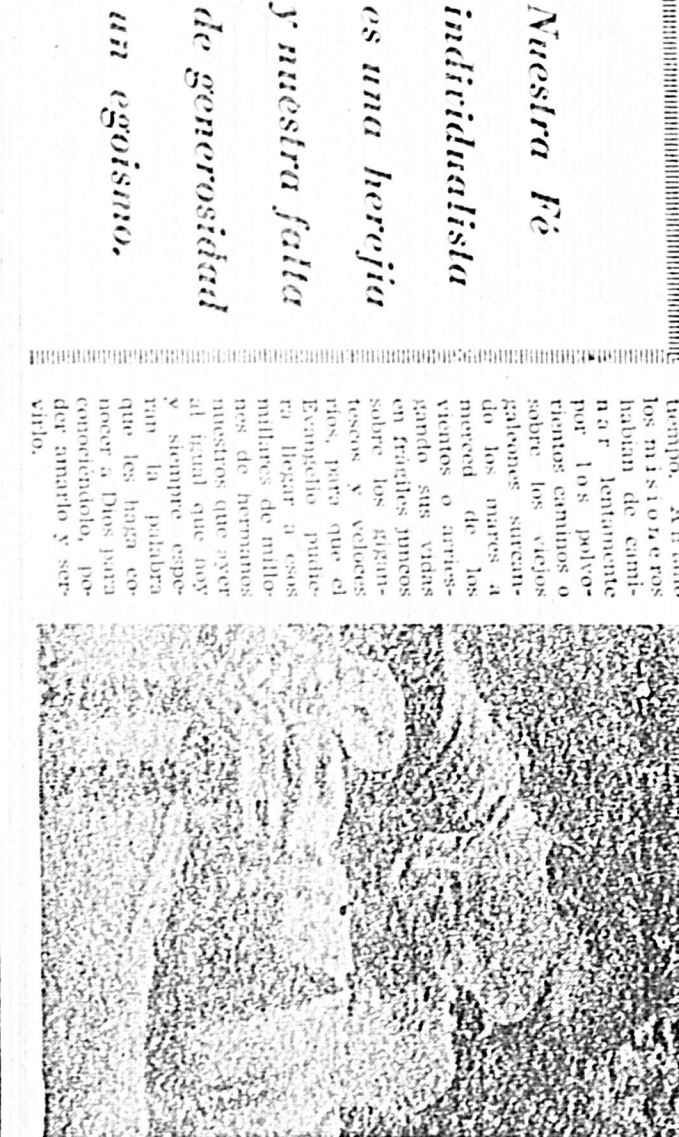 Nuestra Fé
individualista
es una herejía
y nuestra falta
de generosidad
un egoismo.
tiempo.
los misioneros
habían de cami-
nar lentamente
por los polvo-
rientos caminos o
sobre los viejos
galeones surcan-
do los mares a
merced de los
vientos o arries-
gando sus vidas
en frágiles juncos
sobre los gigan-
tescos y veloces
ríos para que el
Evangelio pudie-
ra llegar a esos
millares de millo-
nes de hermanos
nuestros que ayer
al igual que hoy
y siempre espe-
ran la palabra
que les haga co-
nocer a Dios para
conociéndolo, po-
der amarlo y ser-
virlo.